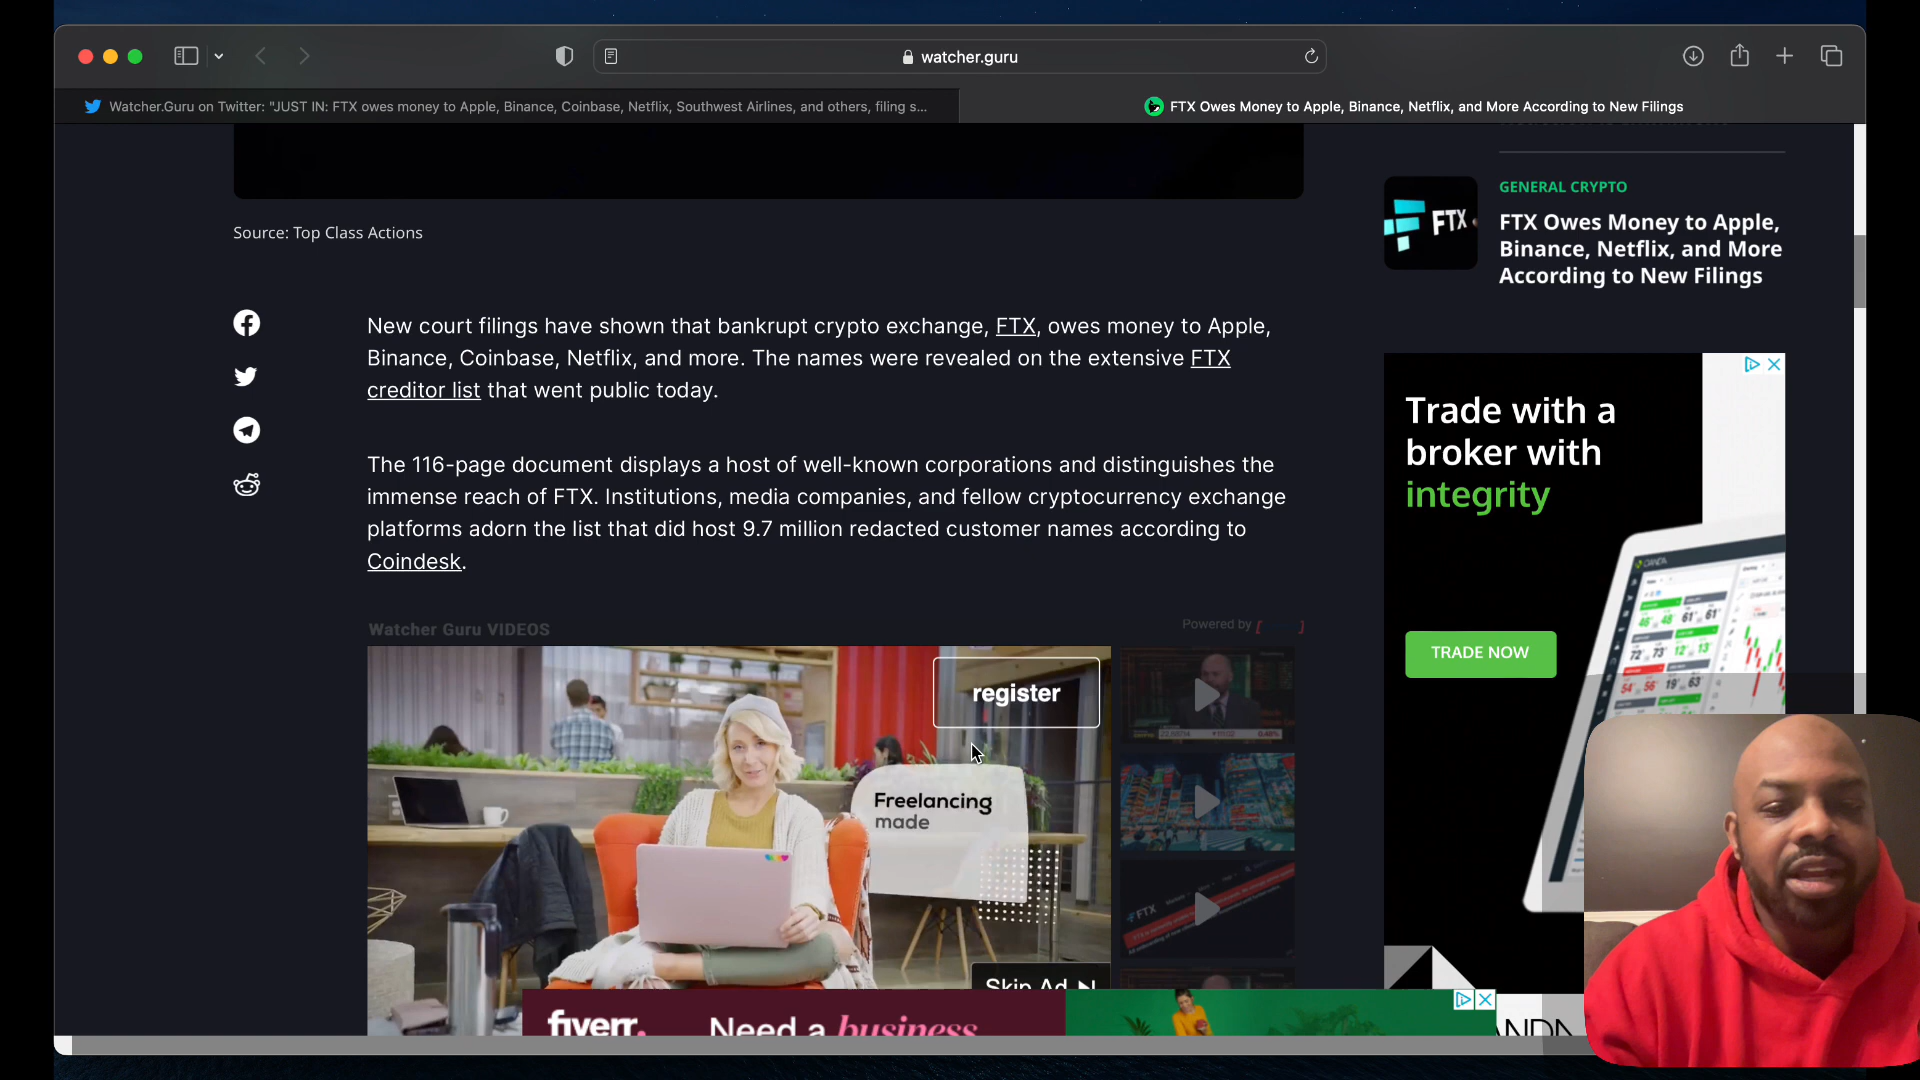 watcher.guru
Watcher.Guru on Twitter: "JUST IN: FTX owes money to Apple, Binance, Coinbase, Netflix, Southwest Airlines, and others, filing s...
FTX Owes Money to Apple, Binance, Netflix, and More According to New Filings
Source: Top Class Actions
New court filings have shown that bankrupt crypto exchange, FTX, owes money to Apple,
Binance, Coinbase, Netflix, and more. The names were revealed on the extensive FTX
creditor list that went public today.
The 116-page document displays a host of well-known corporations and distinguishes the
immense reach of FTX. Institutions, media companies, and fellow cryptocurrency exchange
platforms adorn the list that did host 9.7 million redacted customer names according to
Coindesk.
Watcher Guru VIDEOS
Powered by
register
Freelancing
made
Skip Ad
FTX
fiverr.
Need a business
GENERAL CRYPTO
FTX
FTX Owes Money to Apple,
Binance, Netflix, and More
According to New Filings
Trade with a
broker with
integrity
TRADE NOW
OANDA